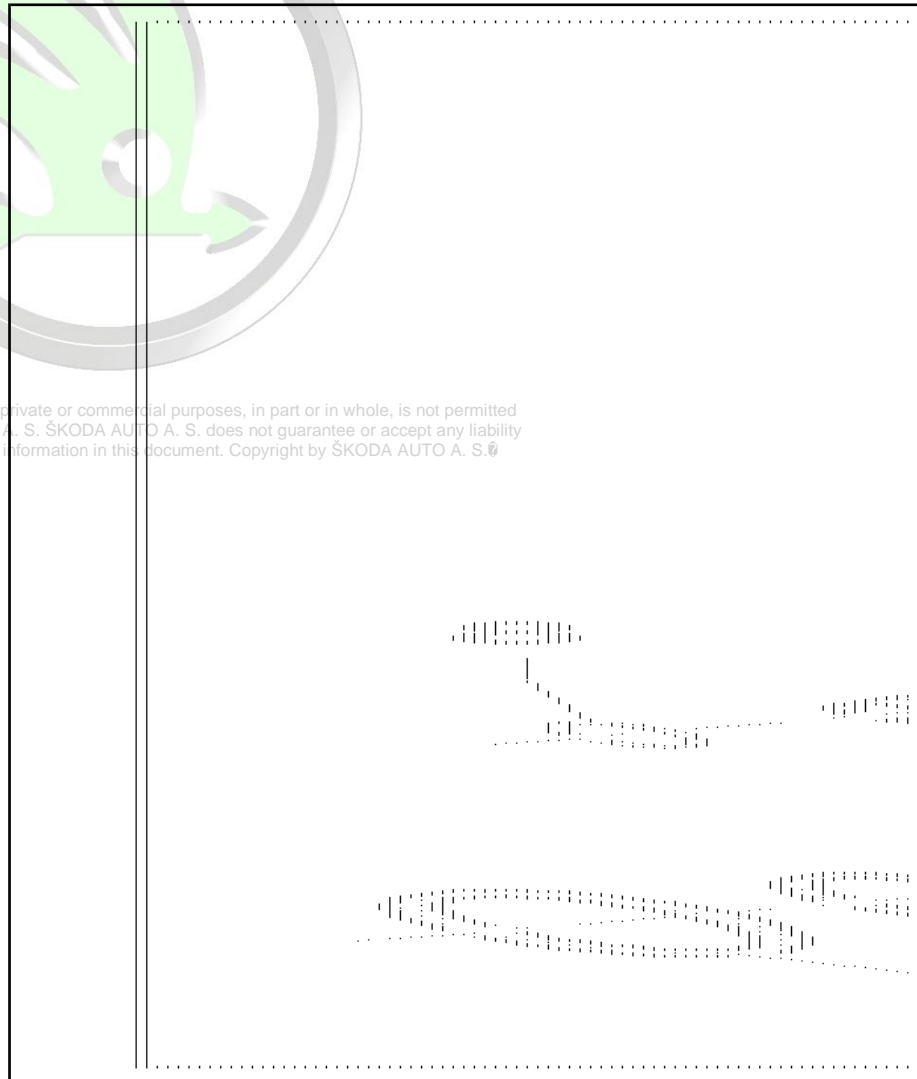 private or commercial purposes, in part or in whole, is not permitted
A. S. ŠKODA AUTO A. S. does not guarantee or accept any liability
information in this document. Copyright by ŠKODA AUTO A. S.�